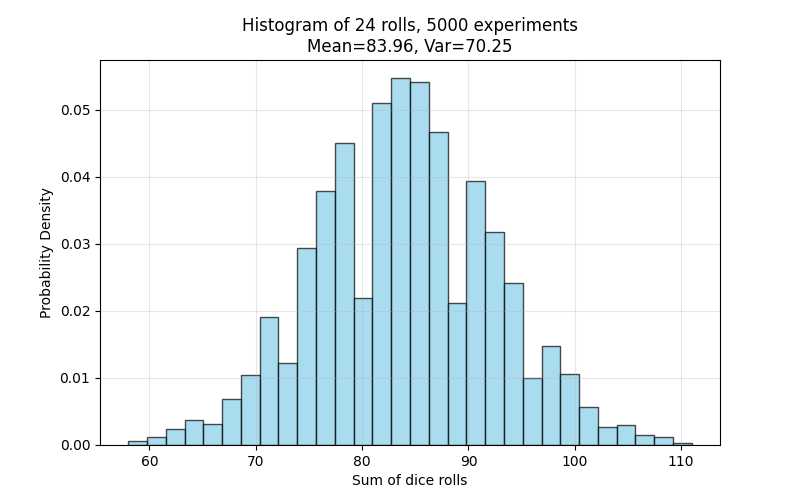 Histogram of 24 rolls, 5000 experiments
Mean=83.96, Var=70.25
Probability Density
0.05
0.04
0.03
0.02
0.01
0.00
60 70 80 90 100 110
Sum of dice rolls